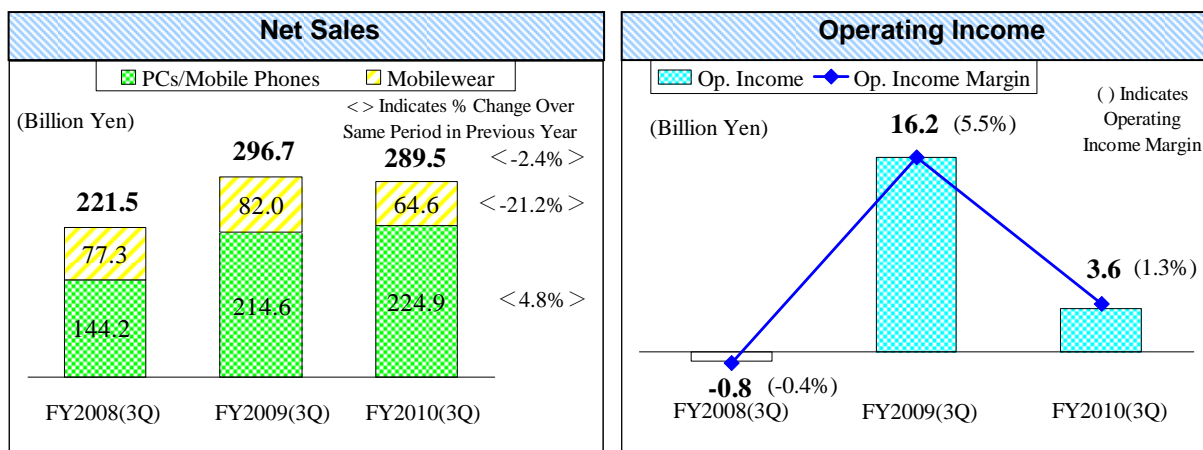 Net Sales
PCs/Mobile Phones Mobilewear
<> Indicates % Change Over
Same Period in Previous Year
(Billion Yen)
221.5 296.7 289.5 <-2.4%>
77.3 82.0 64.6 <-21.2%>
144.2 214.6 224.9 <4.8%>
FY2008(3Q) FY2009(3Q) FY2010(3Q)
Operating Income
Op. Income Op. Income Margin
( ) Indicates
Operating
Income Margin
(Billion Yen)
16.2 (5.5%)
3.6 (1.3%)
-0.8 (-0.4%)
FY2008(3Q) FY2009(3Q) FY2010(3Q)